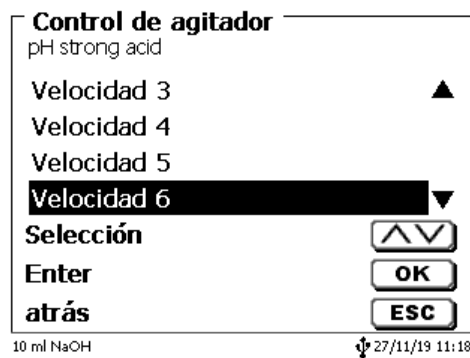 Control de agitador
pH strong acid
Velocidad 3
Velocidad 4
Velocidad 5
Velocidad 6
Selección
Enter OK
atrás ESC
10 ml NaOH 27/11/19 11:18